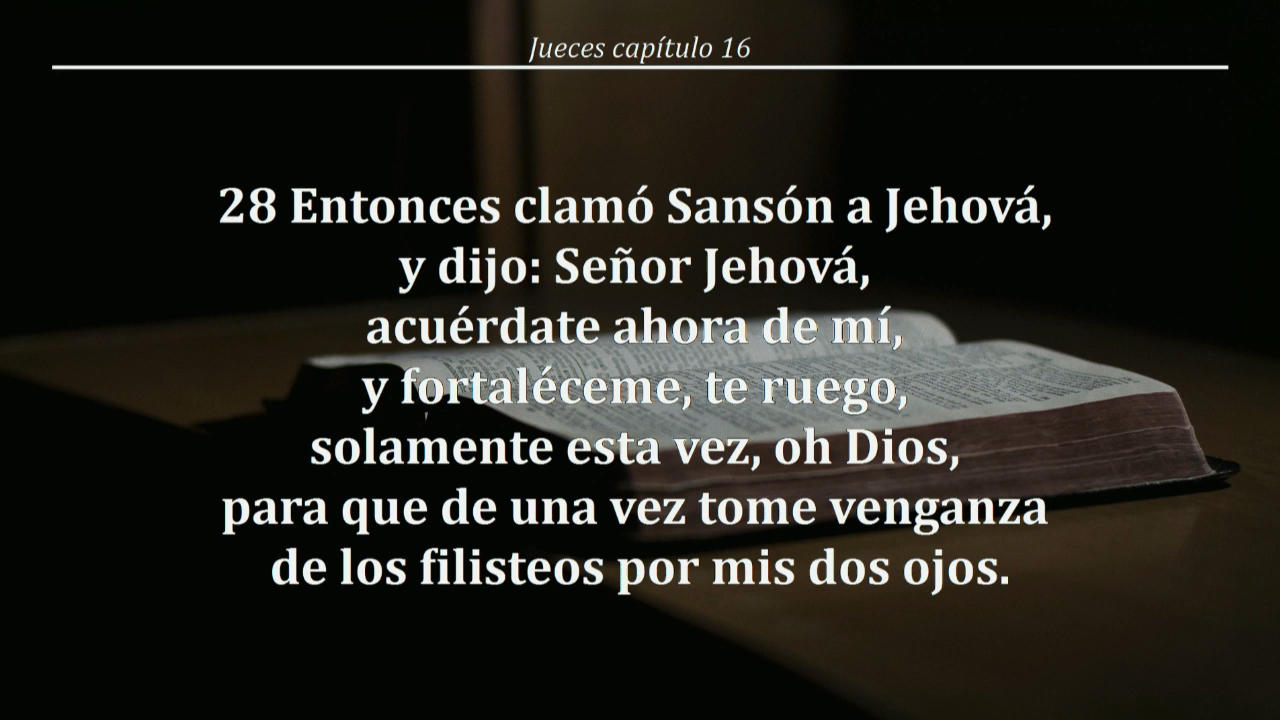 Jueces capítulo 16
28 Entonces clamó Sansón a Jehová,
y dijo: Señor Jehová,
acuérdate ahora de mí,
y fortaléceme, te ruego,
solamente esta vez, oh Dios,
para que de una vez tome venganza
de los filisteos por mis dos ojos.